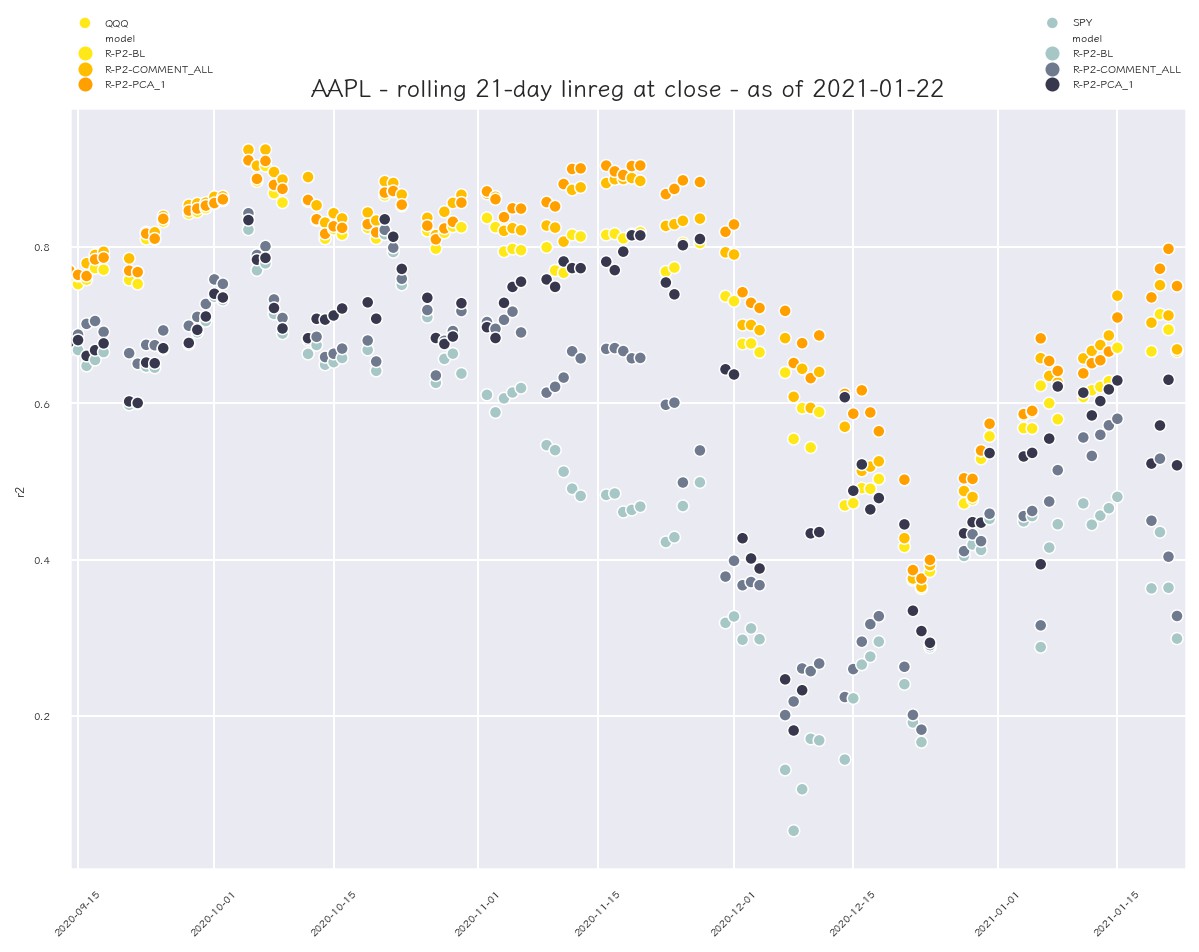 QQQ
model
R-P2-BL
R-P2-COMMENT_ALL
R-P2-PCA_1
SPY
model
R-P2-BL
R-P2-COMMENT_ALL
R-P2-PCA_1
AAPL - rolling 21-day linreg at close - as of 2021-01-22
r2
0.8
0.6
0.4
0.2
2020-09-15
2020-10-01
2020-10-15
2020-11-01
2020-11-15
2020-12-01
2020-12-15
2021-01-01
2021-01-15